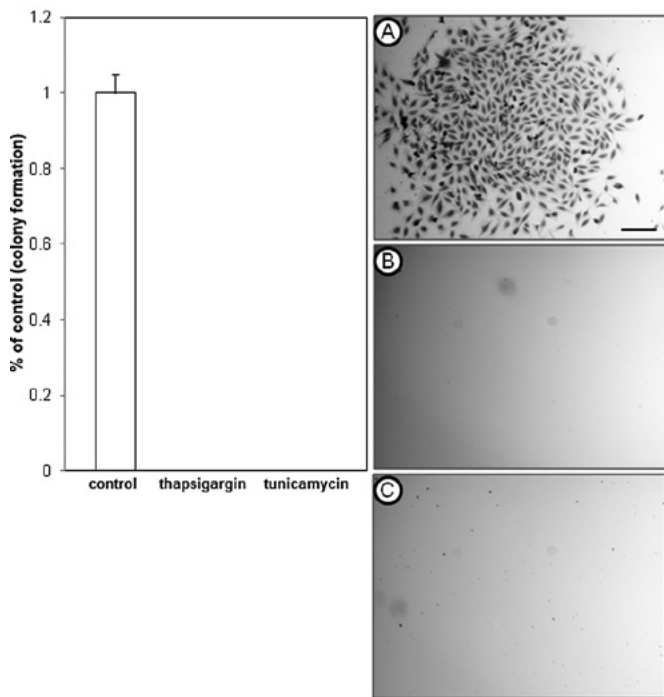 % of control (colony formation)
1.2
1
0.8
0.6
0.4
0.2
0
control thapsigargin tunicamycin
A
B
C